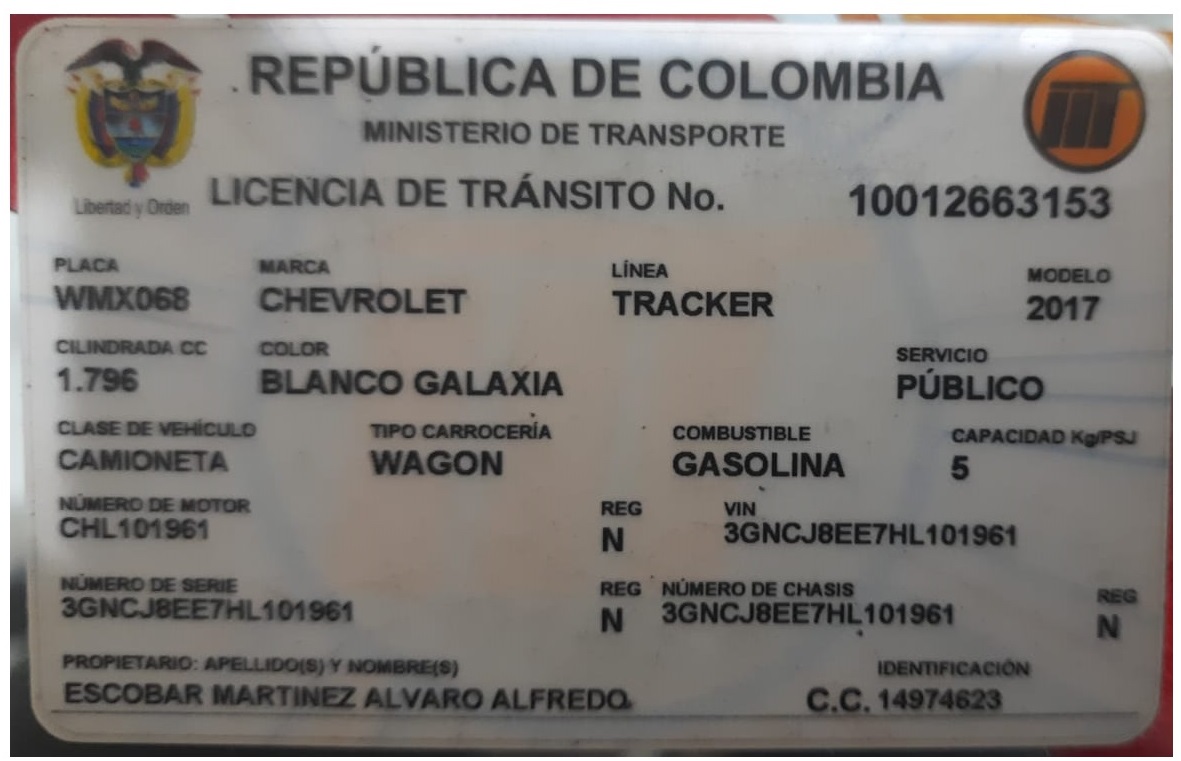 REPÚBLICA DE COLOMBIA
MINISTERIO DE TRANSPORTE
Libertad y Orden
LICENCIA DE TRÁNSITO No. 10012663153
PLACA MARCA LÍNEA MODELO
WMX068 CHEVROLET TRACKER 2017
CILINDRADA CC COLOR SERVICIO
1.796 BLANCO GALAXIA PÚBLICO
CLASE DE VEHÍCULO TIPO CARROCERÍA COMBUSTIBLE CAPACIDAD Kg/PSJ
CAMIONETA WAGON GASOLINA 5
NÚMERO DE MOTOR REG VIN
CHL101961 N 3GNCJ8EE7HL101961
NÚMERO DE SERIE REG NÚMERO DE CHASIS REG
3GNCJ8EE7HL101961 N 3GNCJ8EE7HL101961 N
PROPIETARIO: APELLIDO(S) Y NOMBRE(S) IDENTIFICACIÓN
ESCOBAR MARTINEZ ALVARO ALFREDO C.C. 14974623